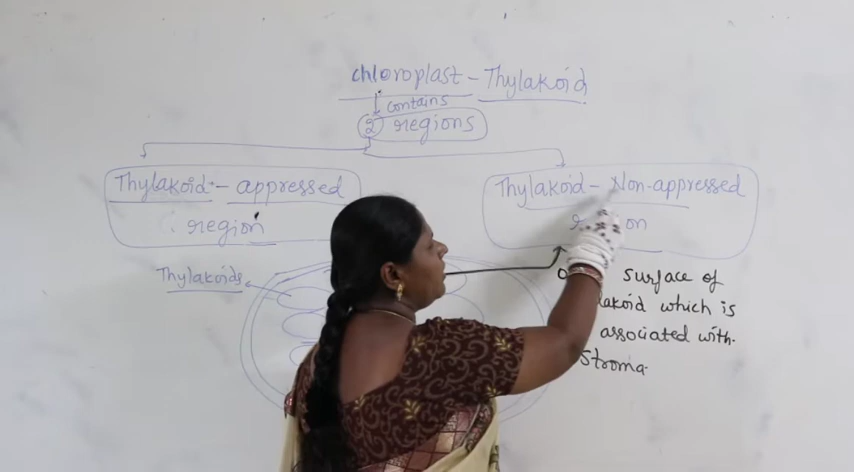 chloroplast - Thylakoid
contains
2 regions
Thylakoid - appressed
region
Thylakoid - Non-appressed
Thylakoids
surface of
which is
associated with.
Stroma.